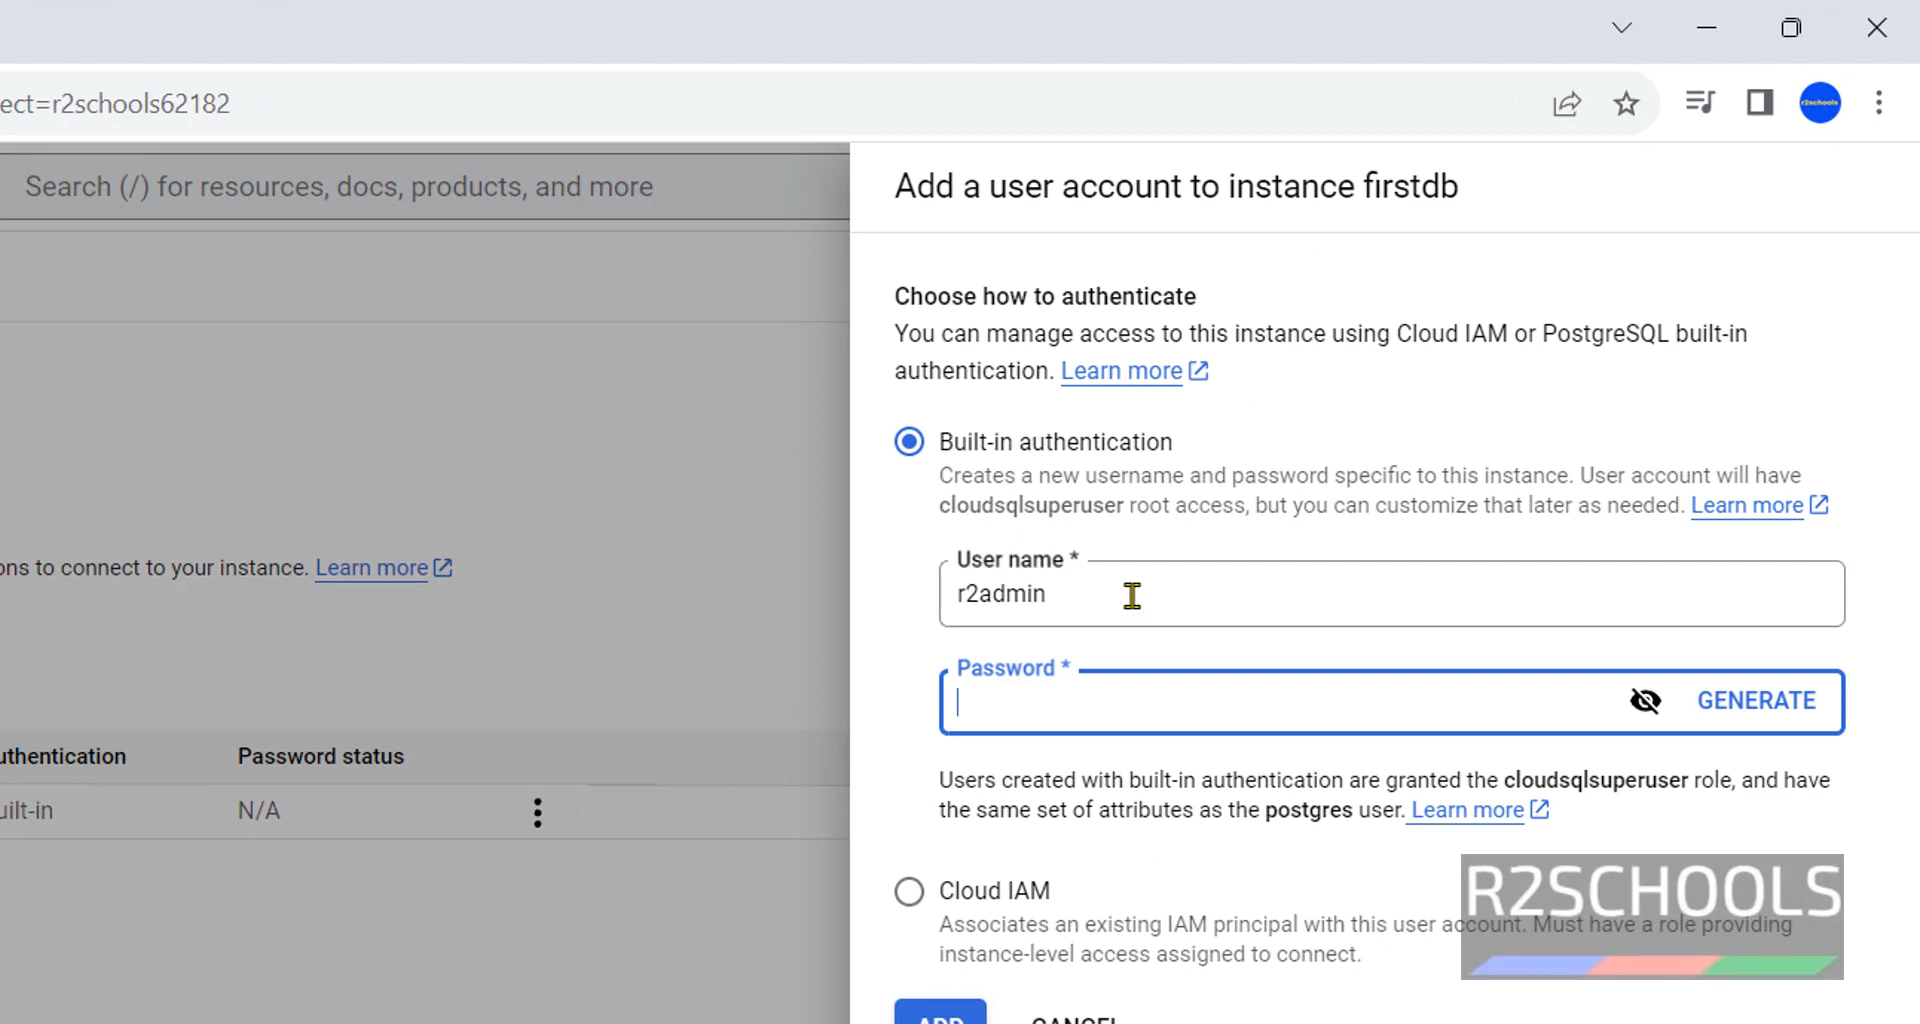 ect=r2schools62182
r2schools
Search (/) for resources, docs, products, and more
Add a user account to instance firstdb
Choose how to authenticate
You can manage access to this instance using Cloud IAM or PostgreSQL built-in
authentication. Learn more
Built-in authentication
Creates a new username and password specific to this instance. User account will have
cloudsqlsuperuser root access, but you can customize that later as needed. Learn more
ons to connect to your instance. Learn more
User name *
r2admin
Password *
GENERATE
uthentication Password status
uilt-in N/A
Users created with built-in authentication are granted the cloudsqlsuperuser role, and have
the same set of attributes as the postgres user. Learn more
Cloud IAM
Associates an existing IAM principal with this user account. Must have a role providing
instance-level access assigned to connect.
R2SCHOOLS
ADD CANCEL